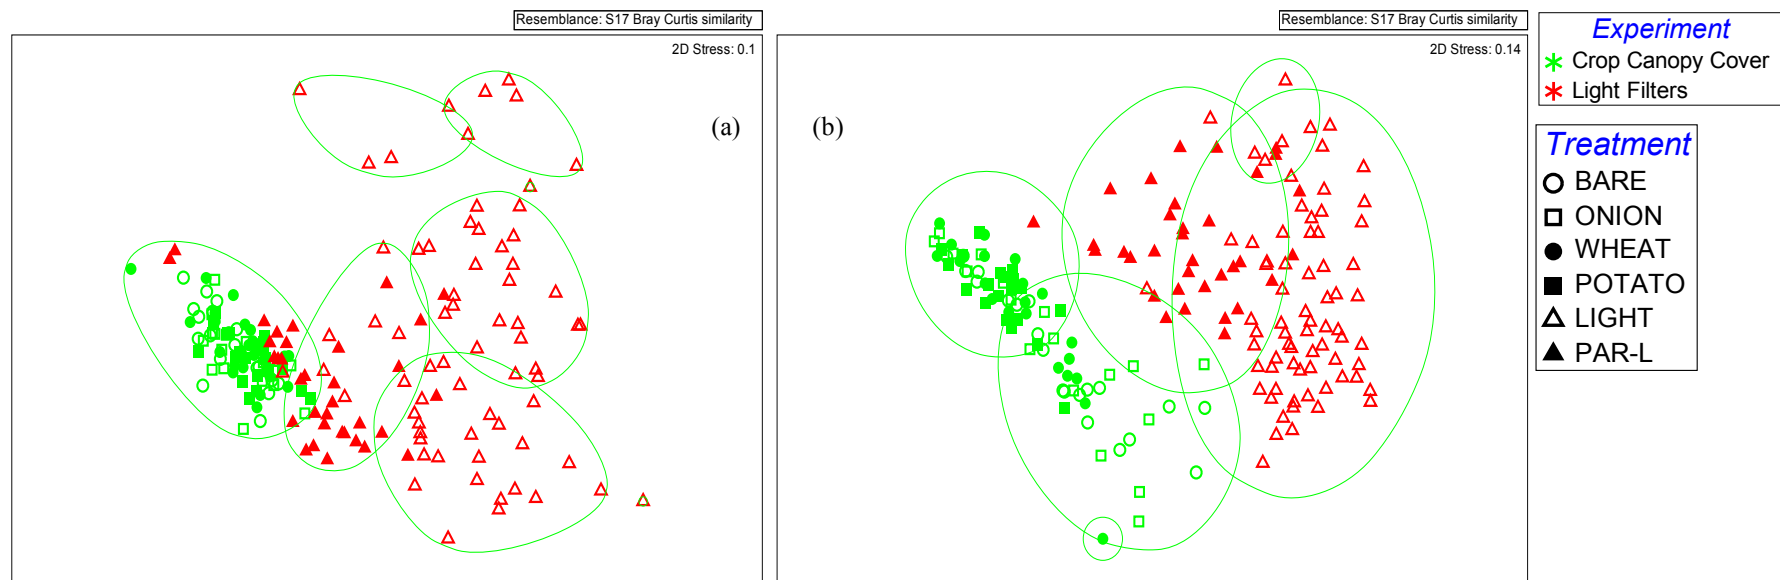 Resemblance: S17 Bray Curtis similarity
2D Stress: 0.1
(a)
Resemblance: S17 Bray Curtis similarity
2D Stress: 0.14
(b)
Experiment
Crop Canopy Cover
Light Filters
Treatment
BARE
ONION
WHEAT
POTATO
LIGHT
PAR-L